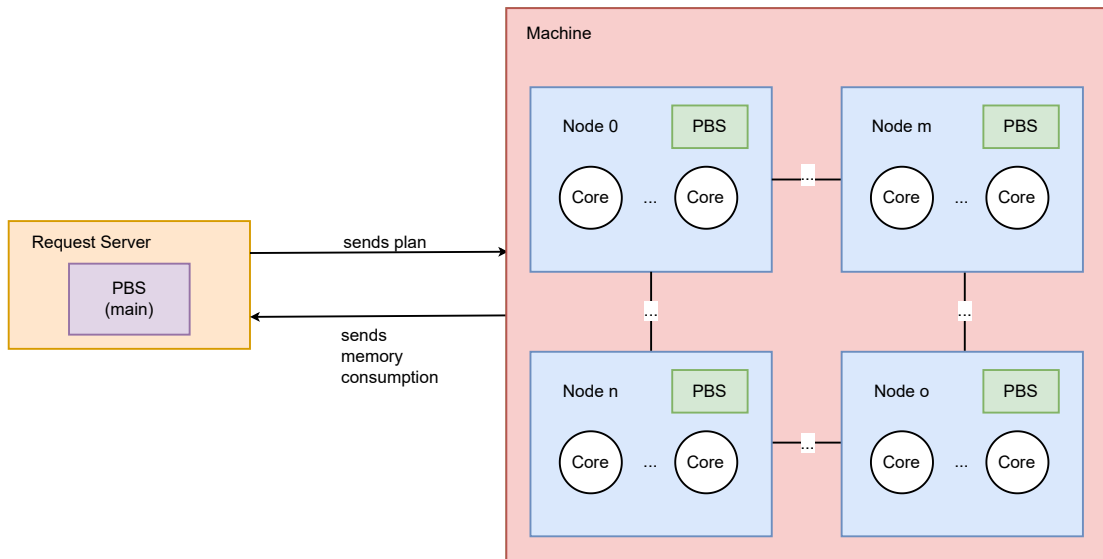 Machine
Node 0
PBS
Core
...
Core
...
Node m
PBS
Core
...
Core
Request Server
PBS
(main)
sends plan
sends
memory
consumption
...
...
Node n
PBS
Core
...
Core
...
Node o
PBS
Core
...
Core